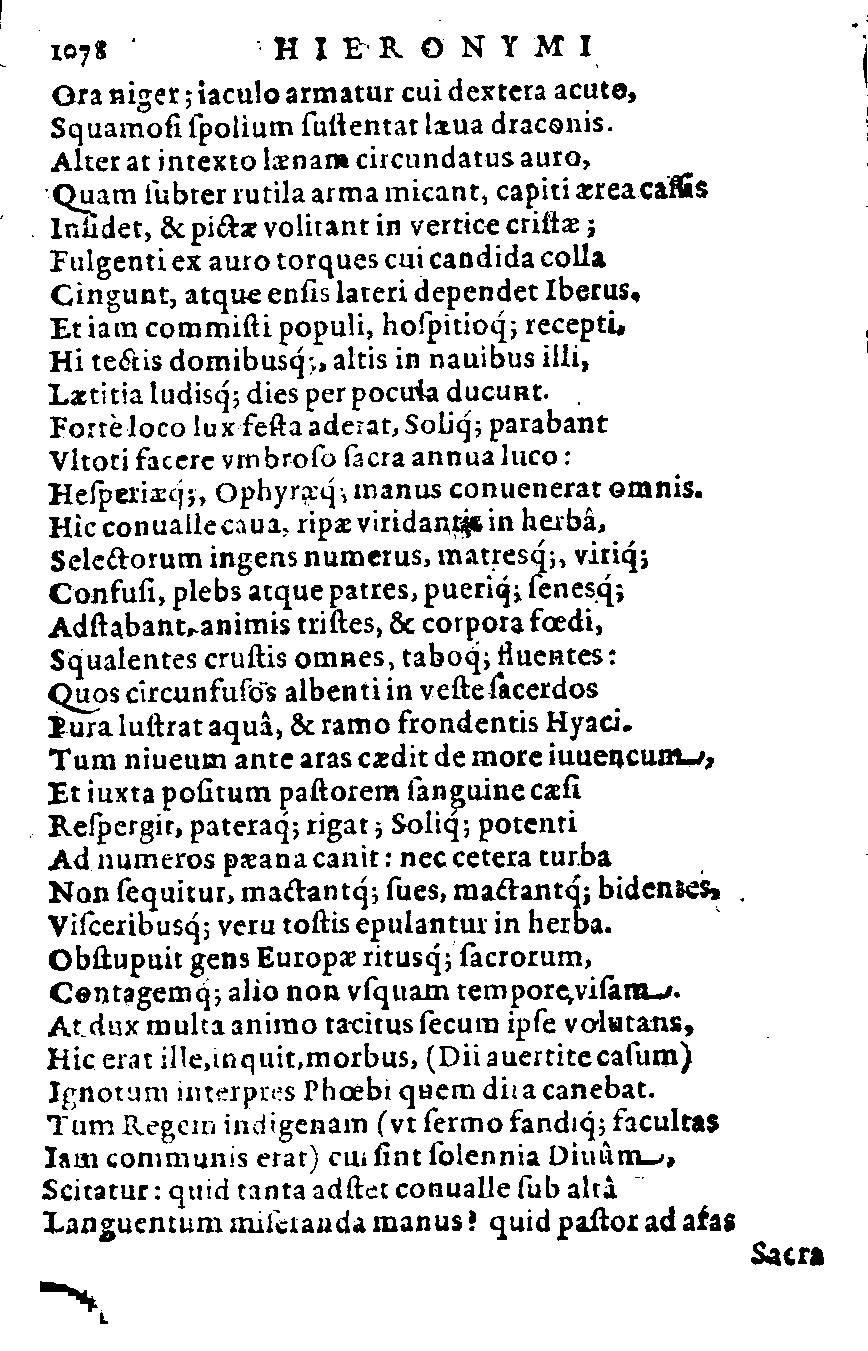 1078 HIERONYMI
Ora niger; iaculo armatur cui dextera acuto,
Squamoſi ſpolium ſuſtentat læua draconis.
Alter at intexto lænam circundatus auro,
Quam ſubter rutila arma micant, capiti ærea caſſis
Inſidet, & pictæ volitant in vertice criſtæ;
Fulgenti ex auro torques cui candida colla
Cingunt, atque enſis lateri dependet Iberus.
Et iam commiſti populi, hoſpitioq́; recepti,
Hi tectis domibusq́;, altis in nauibus illi,
Lætitia ludisq́; dies per pocula ducunt.
Fortè loco lux feſta aderat, Soliq́; parabant
Vltori facere vmbroſo ſacra annua luco:
Heſperiæq́;, Ophyræq́; manus conuenerat omnis.
Hic conualle caua, ripæ viridantis in herbâ,
Selectorum ingens numerus, matresq́;, viriq́;
Confuſi, plebs atque patres, pueriq́; ſenesq́;
Adſtabant, animis triſtes, & corpora fœdi,
Squalentes cruſtis omnes, taboq́; fluentes:
Quos circunfuſos albenti in veſte ſacerdos
Pura luſtrat aquâ, & ramo frondentis Hyaci.
Tum niueum ante aras cædit de more iuuencum,
Et iuxta poſitum paſtorem ſanguine cæſi
Reſpergit, pateraq́; rigat; Soliq́; potenti
Ad numeros pæana canit: nec cetera turba
Non ſequitur, mactantq́; ſues, mactantq́; bidentes,
Viſceribusq́; veru toſtis epulantur in herba.
Obſtupuit gens Europæ ritusq́; ſacrorum,
Contagemq́; alio non vſquam tempore viſam.
At dux multa animo tacitus ſecum ipſe volutans,
Hic erat ille, inquit, morbus, (Dii auertite caſum)
Ignotum interpres Phœbi quem dira canebat.
Tum Regem indigenam (vt ſermo fandiq́; facultas
Iam communis erat) cui ſint ſolennia Diuûm,
Scitatur: quid tanta adſtet conualle ſub altâ
Languentum miſeranda manus? quid paſtor ad aras
Sacra